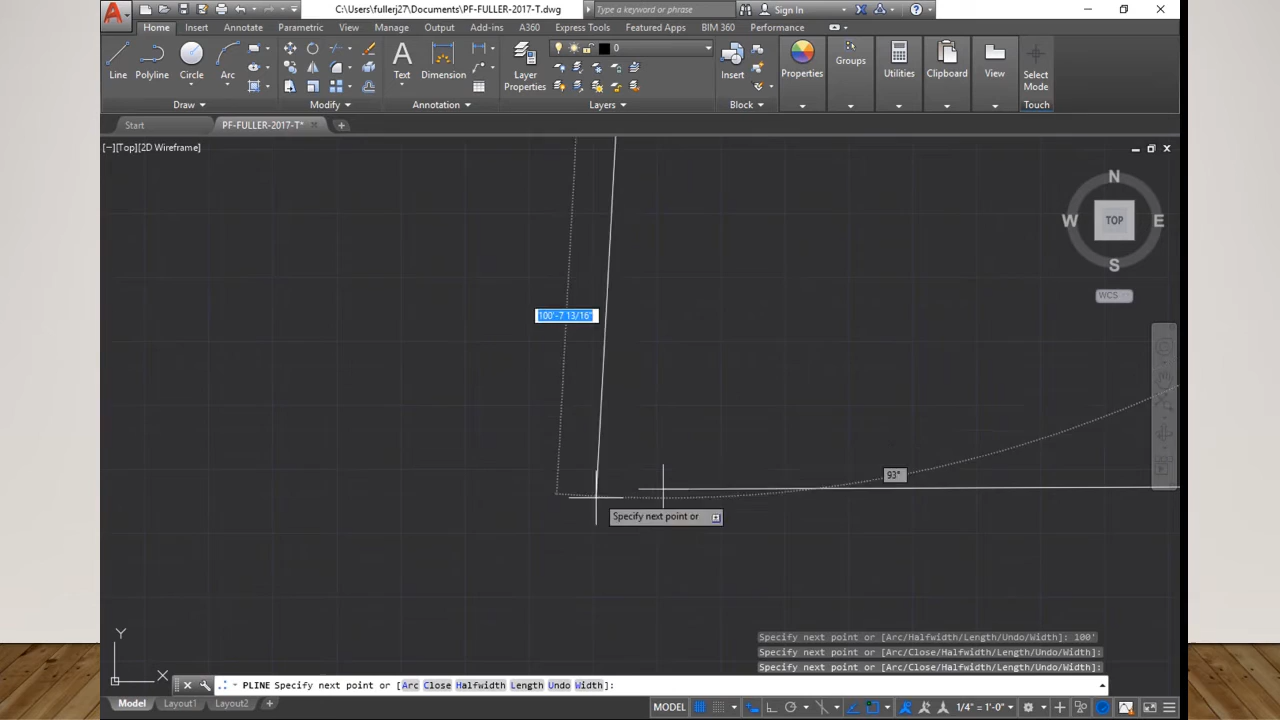 C:\Users\fullerj27\Documents\PF-FULLER-2017-T.dwg
Type a keyword or phrase
Sign In
Home Insert Annotate Parametric View Manage Output Add-ins A360 Express Tools Featured Apps BIM 360 Performance
Line Polyline Circle Arc Text Dimension Layer Properties 0 Insert Properties Groups Utilities Clipboard View Select Mode
Draw Modify Annotation Layers Block Touch
Start PF-FULLER-2017-T*
[−][Top][2D Wireframe]
N
W TOP E
S
WCS
100'-7 13/16"
93°
Specify next point or
Y
X
Specify next point or [Arc/Halfwidth/Length/Undo/Width]: 100'
Specify next point or [Arc/Close/Halfwidth/Length/Undo/Width]:
Specify next point or [Arc/Close/Halfwidth/Length/Undo/Width]:
PLINE Specify next point or [Arc Close Halfwidth Length Undo Width]:
Model Layout1 Layout2 MODEL 1/4" = 1'-0"